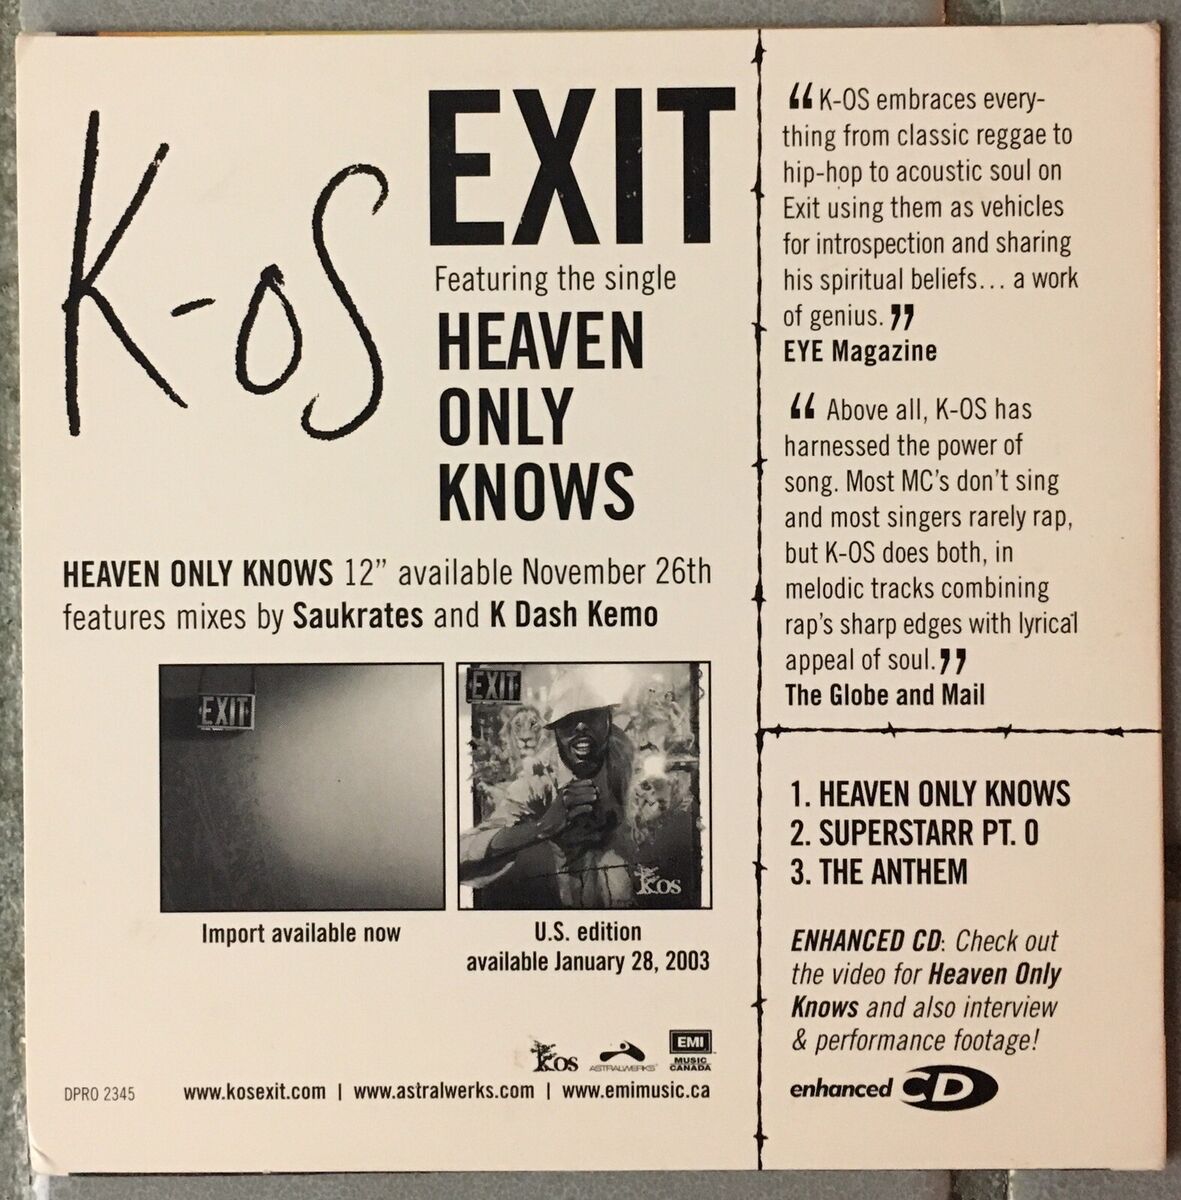 K-OS
EXIT
Featuring the single
HEAVEN
ONLY
KNOWS
HEAVEN ONLY KNOWS 12” available November 26th
features mixes by Saukrates and K Dash Kemo
EXIT
EXIT
K-OS
Import available now
U.S. edition
available January 28, 2003
K-OS
ASTRALWERKS
EMI
MUSIC
CANADA
DPRO 2345
www.kosexit.com | www.astralwerks.com | www.emimusic.ca
“K-OS embraces every-
thing from classic reggae to
hip-hop to acoustic soul on
Exit using them as vehicles
for introspection and sharing
his spiritual beliefs... a work
of genius.”
EYE Magazine
“ Above all, K-OS has
harnessed the power of
song. Most MC’s don’t sing
and most singers rarely rap,
but K-OS does both, in
melodic tracks combining
rap’s sharp edges with lyrical
appeal of soul.”
The Globe and Mail
1. HEAVEN ONLY KNOWS
2. SUPERSTARR PT. 0
3. THE ANTHEM
ENHANCED CD: Check out
the video for Heaven Only
Knows and also interview
& performance footage!
enhanced CD